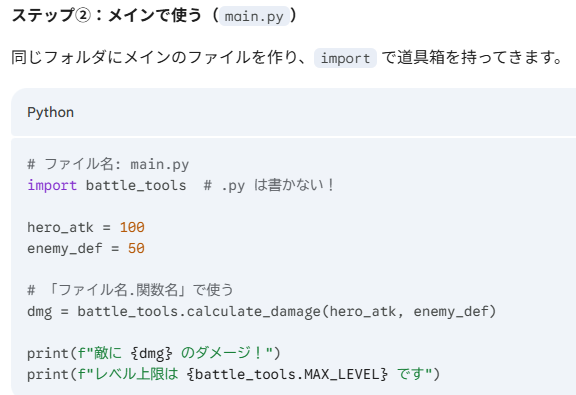 ステップ②：メインで使う（main.py）
同じフォルダにメインのファイルを作り、import で道具箱を持ってきます。
Python
# ファイル名: main.py
import battle_tools  # .py は書かない！
hero_atk = 100
enemy_def = 50
# 「ファイル名.関数名」で使う
dmg = battle_tools.calculate_damage(hero_atk, enemy_def)
print(f"敵に {dmg} のダメージ！")
print(f"レベル上限は {battle_tools.MAX_LEVEL} です")